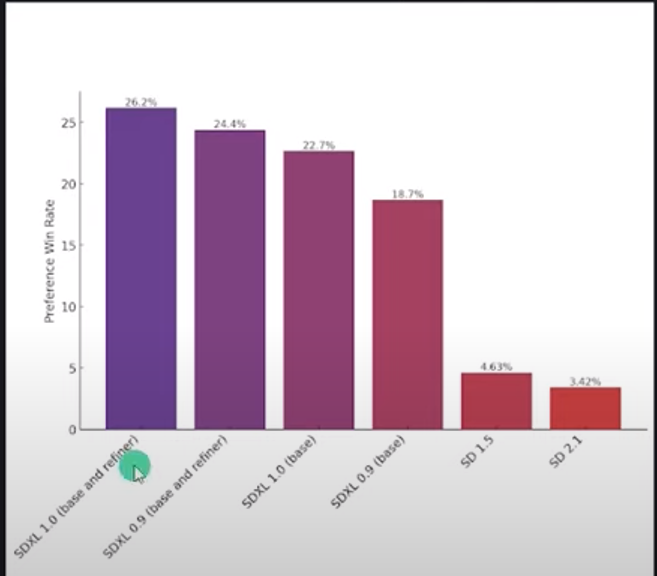 26.2%
24.4%
22.7%
18.7%
4.63%
3.42%
Preference Win Rate
25
20
15
10
5
0
SDXL 1.0 (base and refiner)
SDXL 0.9 (base and refiner)
SDXL 1.0 (base)
SDXL 0.9 (base)
SD 1.5
SD 2.1